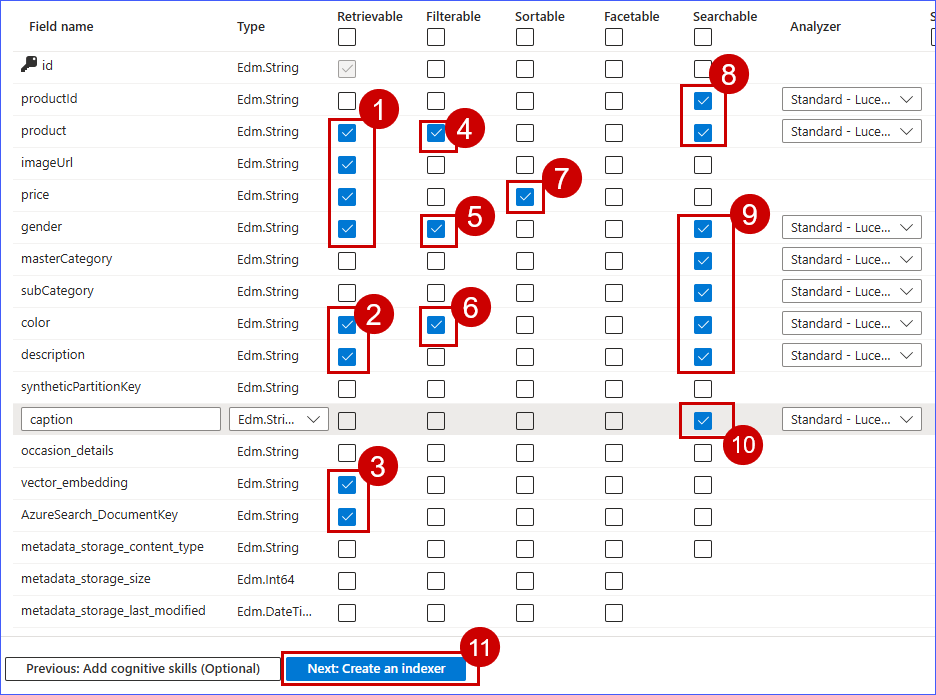 Field name Type Retrievable Filterable Sortable Facetable Searchable Analyzer S
id Edm.String 8
productId Edm.String 1 Standard - Luce...
product Edm.String 4 Standard - Luce...
imageUrl Edm.String 7
price Edm.String
gender Edm.String 5 9 Standard - Luce...
masterCategory Edm.String Standard - Luce...
subCategory Edm.String Standard - Luce...
color Edm.String 2 6 Standard - Luce...
description Edm.String Standard - Luce...
syntheticPartitionKey Edm.String
caption Edm.Stri... Standard - Luce...
occasion_details Edm.String 10
vector_embedding Edm.String 3
AzureSearch_DocumentKey Edm.String
metadata_storage_content_type Edm.String
metadata_storage_size Edm.Int64
metadata_storage_last_modified Edm.DateTi...
Previous: Add cognitive skills (Optional) Next: Create an indexer 11